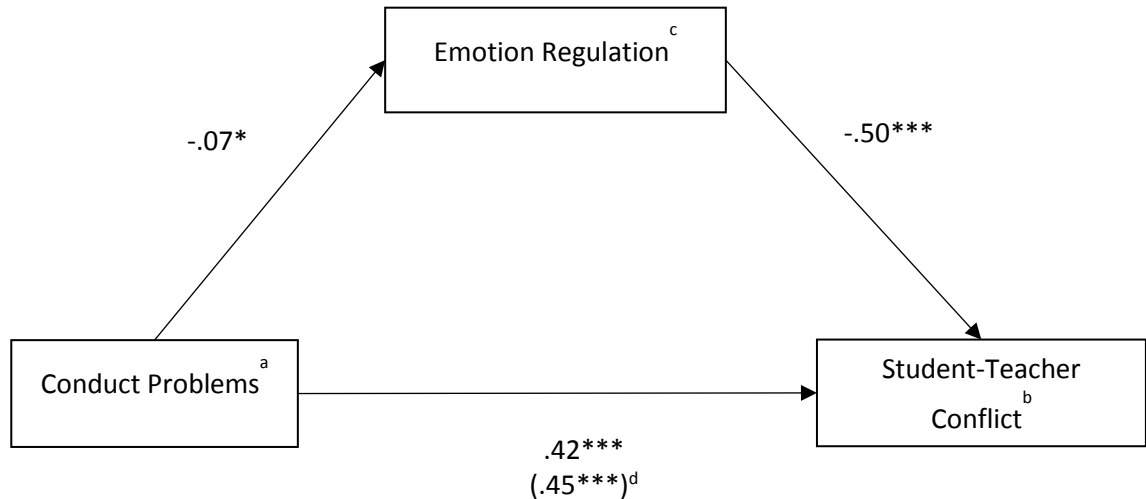 Emotion Regulation^c
-.07*
-.50***
Conduct Problems^a
Student-Teacher
Conflict^b
.42***
(.45***)^d